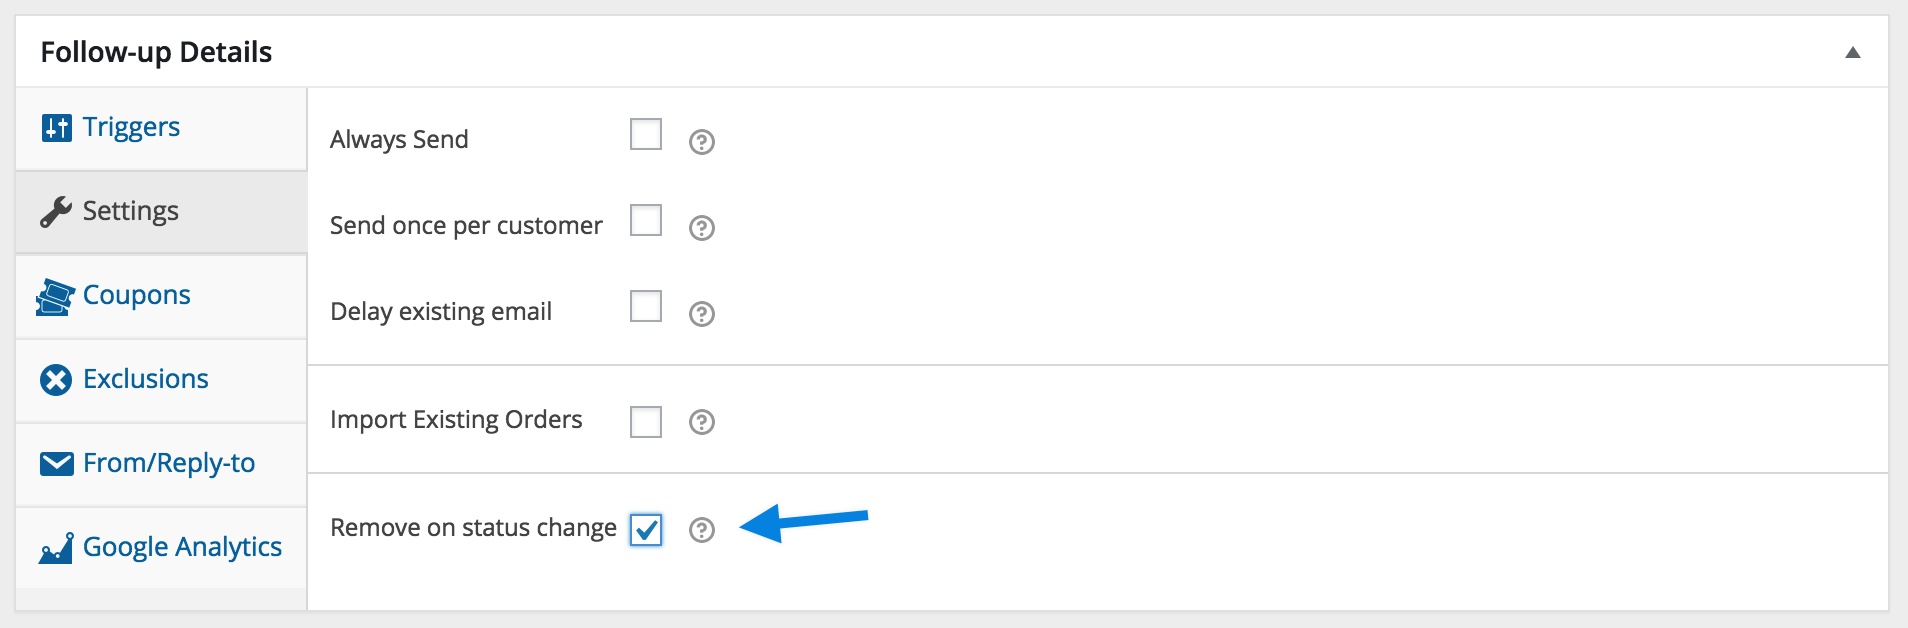 Follow-up Details
Triggers
Settings
Coupons
Exclusions
From/Reply-to
Google Analytics
Always Send
Send once per customer
Delay existing email
Import Existing Orders
Remove on status change